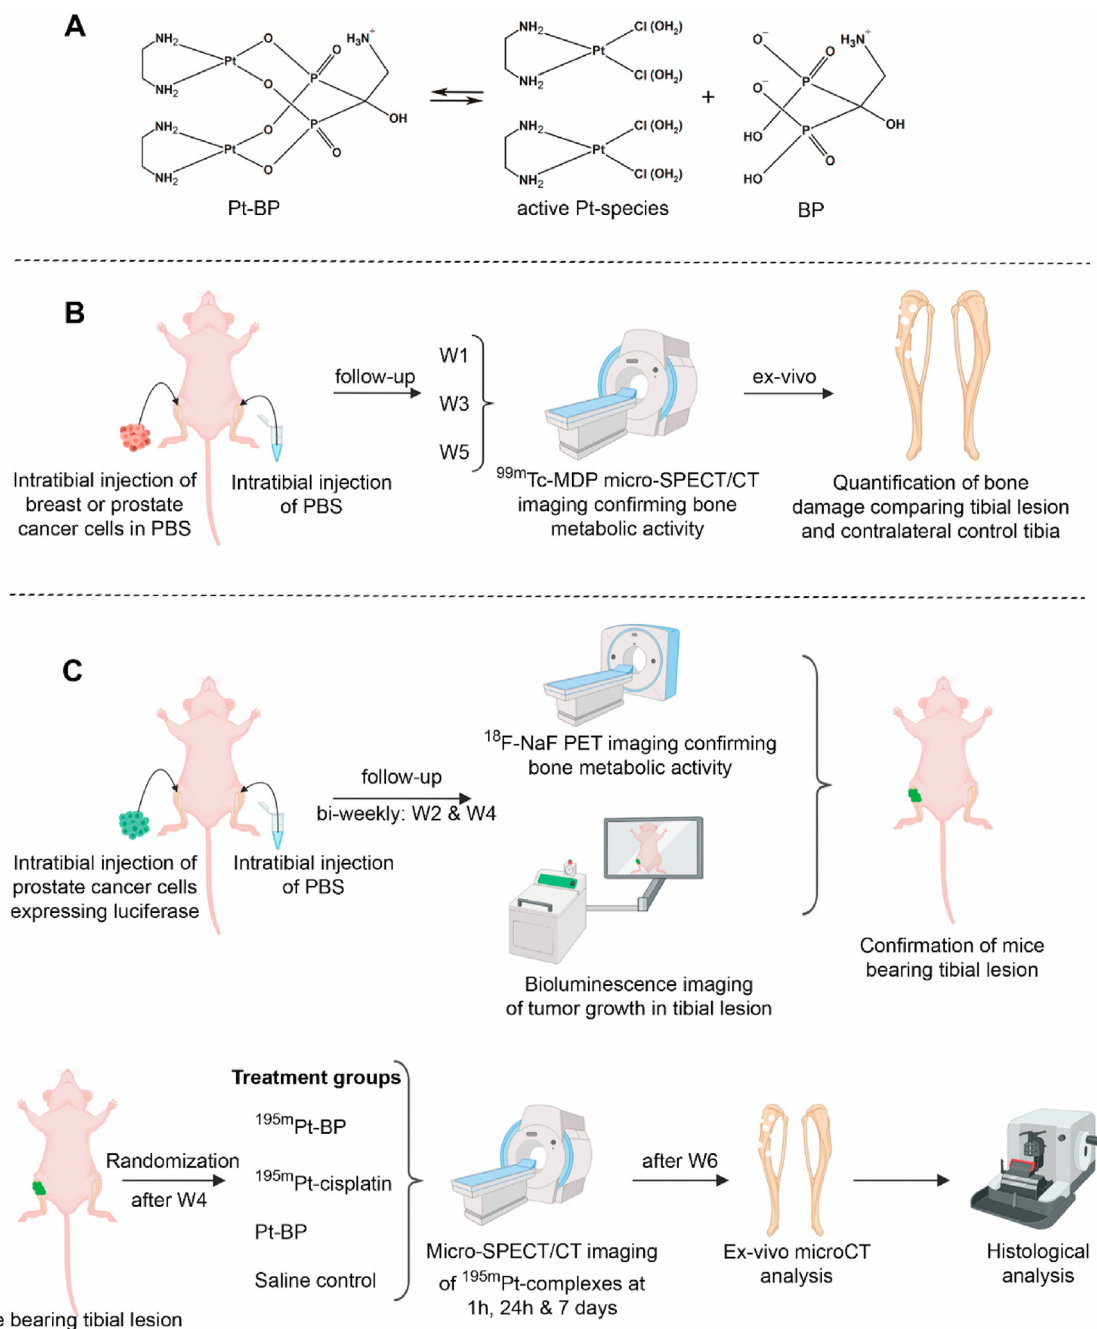 A
NH2
NH2
Pt
O
O
O
P
H3N+
OH
NH2
NH2
Pt
O
O
P
O
Pt-BP
NH2
NH2
Pt
Cl (OH2)
Cl (OH2)
NH2
NH2
Pt
Cl (OH2)
Cl (OH2)
active Pt-species
+
O−
O−
O
P
H3N+
OH
HO
HO
P
O
BP
B
Intratibial injection of
breast or prostate
cancer cells in PBS
Intratibial injection
of PBS
follow-up
W1
W3
W5
99mTc-MDP micro-SPECT/CT
imaging confirming bone
metabolic activity
ex-vivo
Quantification of bone
damage comparing tibial lesion
and contralateral control tibia
C
Intratibial injection of
prostate cancer cells
expressing luciferase
Intratibial injection
of PBS
follow-up
bi-weekly: W2 & W4
18F-NaF PET imaging confirming
bone metabolic activity
Bioluminescence imaging
of tumor growth in tibial lesion
Confirmation of mice
bearing tibial lesion
e bearing tibial lesion
Randomization
after W4
Treatment groups
195mPt-BP
195mPt-cisplatin
Pt-BP
Saline control
Micro-SPECT/CT imaging
of 195mPt-complexes at
1h, 24h & 7 days
after W6
Ex-vivo microCT
analysis
Histological
analysis